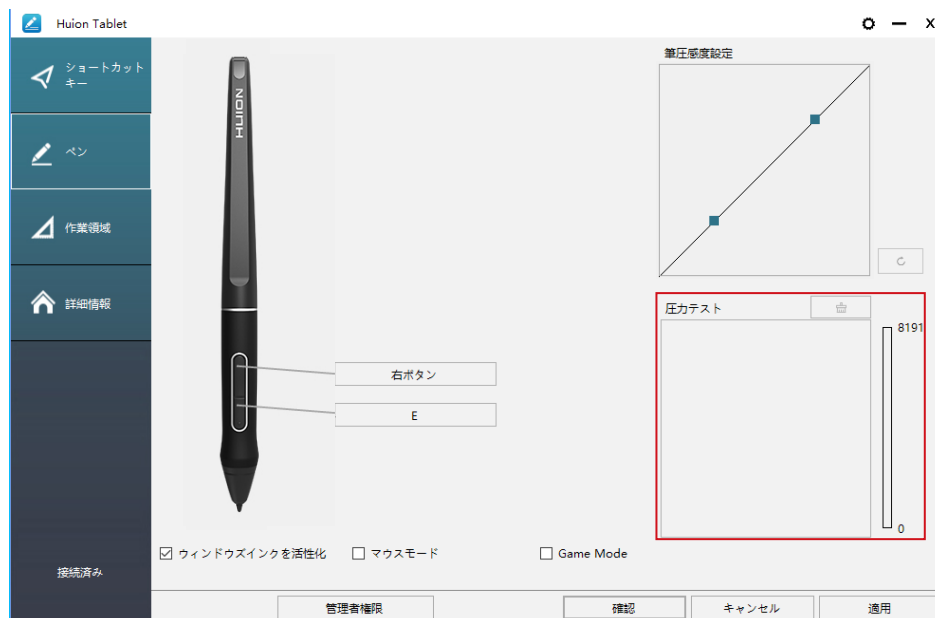 Huion Tablet
ショートカット
キー
ペン
作業領域
詳細情報
接続済み
HUION
右ボタン
E
筆圧感度設定
圧力テスト
8191
0
ウィンドウズインクを活性化
マウスモード
Game Mode
管理者権限
確認
キャンセル
適用